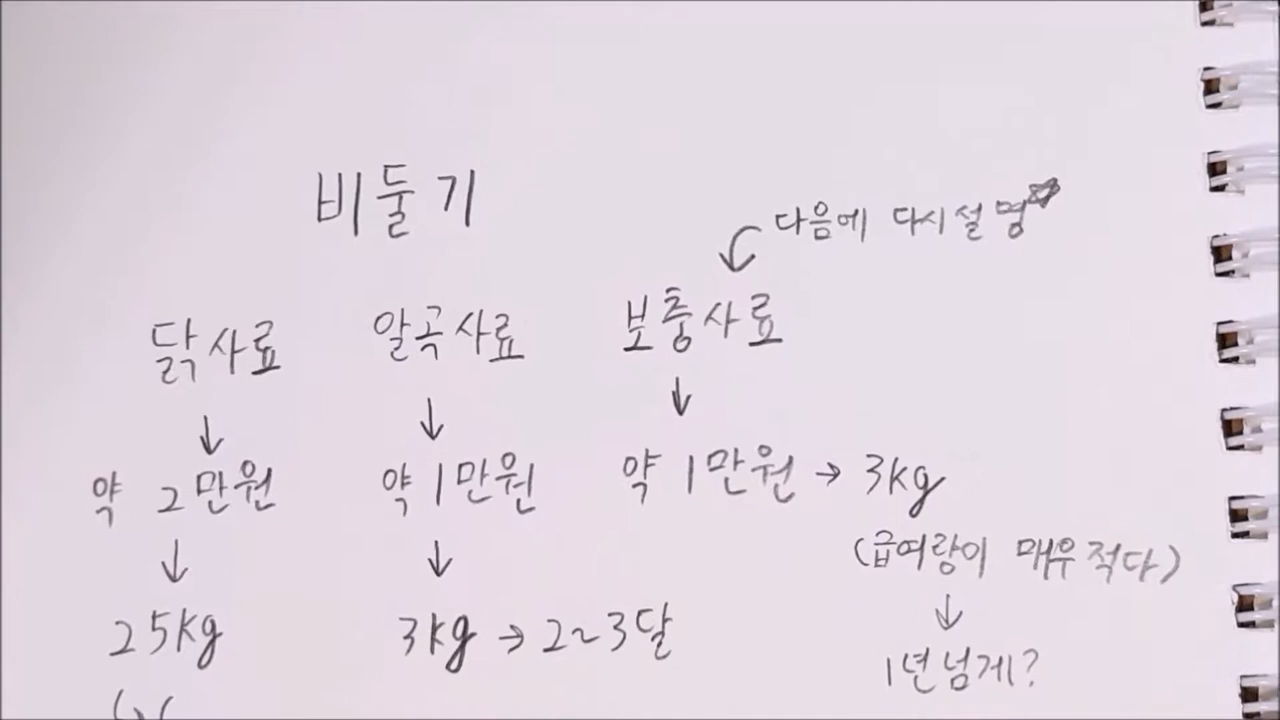 비둘기
다음에 다시설명
닭사료 알곡사료 보충사료
↓ ↓ ↓
약 2만원 약 1만원 약 1만원 → 3kg
↓ ↓ (급여량이 매우적다)
25kg 3kg → 2~3달 ↓
1년넘게?